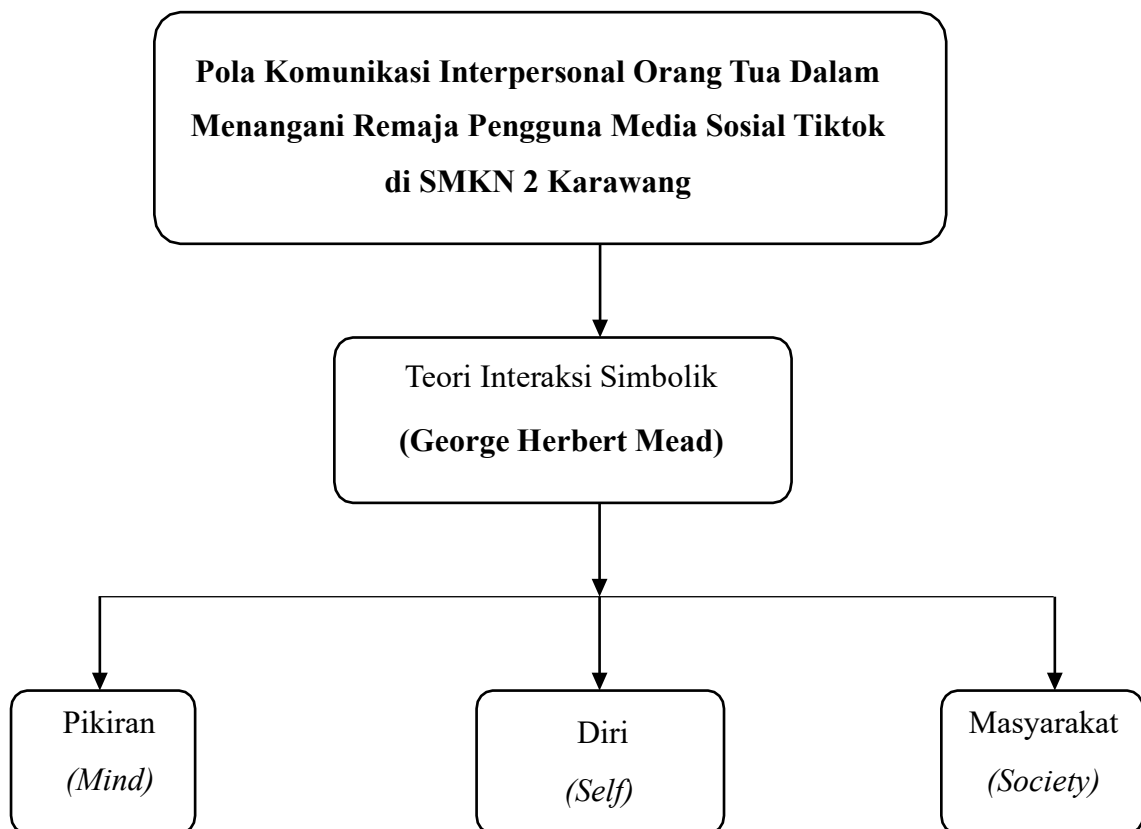 Pola Komunikasi Interpersonal Orang Tua Dalam
Menangani Remaja Pengguna Media Sosial Tiktok
di SMKN 2 Karawang
Teori Interaksi Simbolik
(George Herbert Mead)
Pikiran
(Mind)
Diri
(Self)
Masyarakat
(Society)